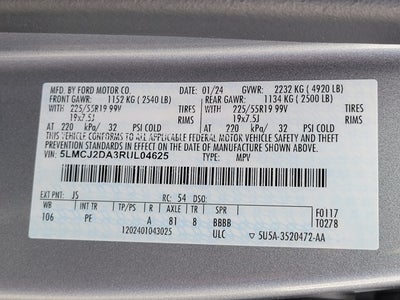 MFD. BY FORD MOTOR CO. 01/24 GVWR: 2232 KG ( 4920 LB)
FRONT GAWR: 1152 KG ( 2540 LB) REAR GAWR: 1134 KG ( 2500 LB)
WITH 225/55R19 99V TIRES WITH 225/55R19 99V TIRES
19x7.5J 19x7.5J
AT 220 kPa/ 32 PSI COLD AT 220 kPa/ 32 PSI COLD
THIS VEHICLE CONFORMS TO ALL APPLICABLE FEDERAL MOTOR VEHICLE SAFETY AND THEFT
PREVENTION STANDARDS IN EFFECT ON THE DATE OF MANUFACTURE SHOWN ABOVE.
VIN: 5LMCJ2DA3RUL04625 TYPE: MPV
EXT PNT: JS RC: 54 DSO:
WB INT TR TP/PS R AXLE TR SPR F0117
106 PE A 81 8 BBBB T0278
1202401043025 ULC 5U5A-3520472-AA